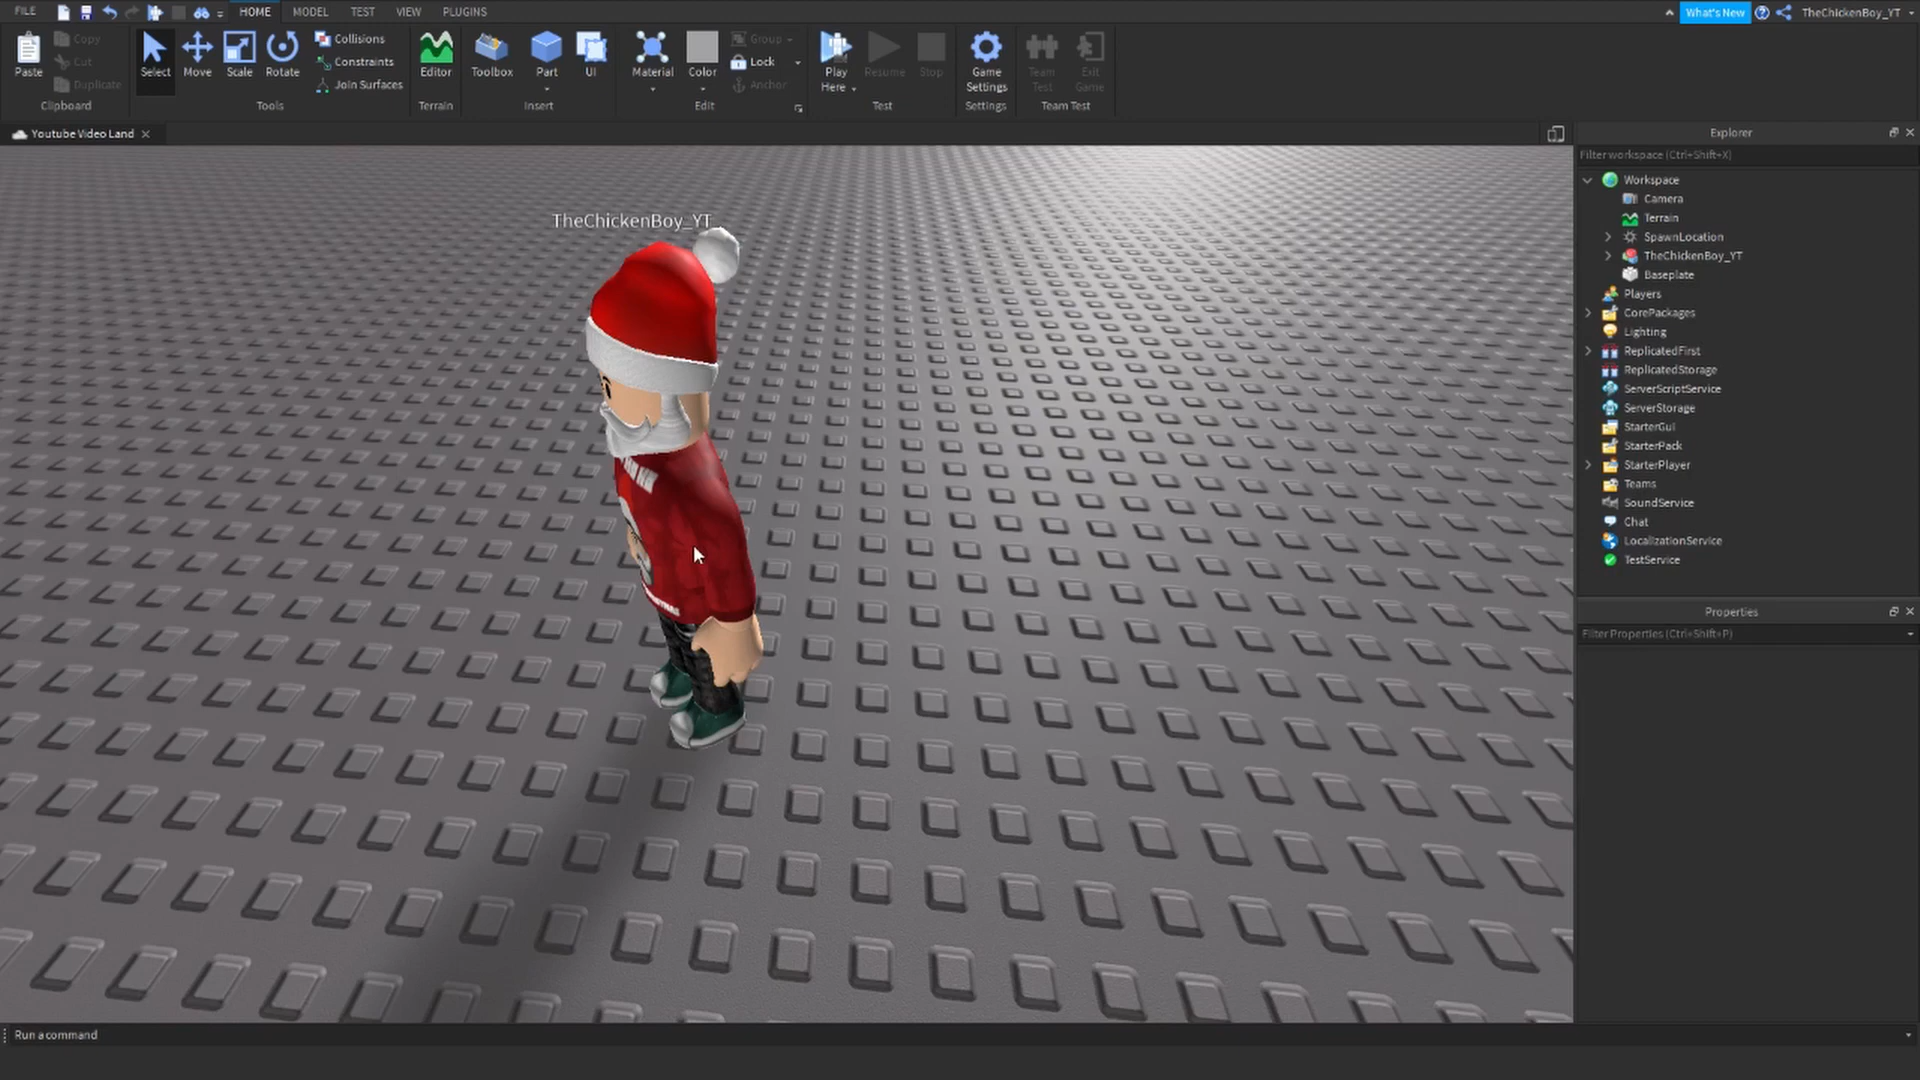 FILE HOME MODEL TEST VIEW PLUGINS What's New TheChickenBoy_YT
Paste Copy Cut Duplicate Clipboard
Select Move Scale Rotate Collisions Constraints Join Surfaces Tools
Editor Terrain
Toolbox Part UI Insert
Material Color Group Lock Anchor Edit
Play Here Resume Stop Test
Game Settings Settings
Team Test Exit Game Team Test
Youtube Video Land
Explorer
Filter workspace (Ctrl+Shift+X)
Workspace
Camera
Terrain
SpawnLocation
TheChickenBoy_YT
Baseplate
Players
CorePackages
Lighting
ReplicatedFirst
ReplicatedStorage
ServerScriptService
ServerStorage
StarterGui
StarterPack
StarterPlayer
Teams
SoundService
Chat
LocalizationService
TestService
Properties
Filter Properties (Ctrl+Shift+P)
TheChickenBoy_YT
Run a command